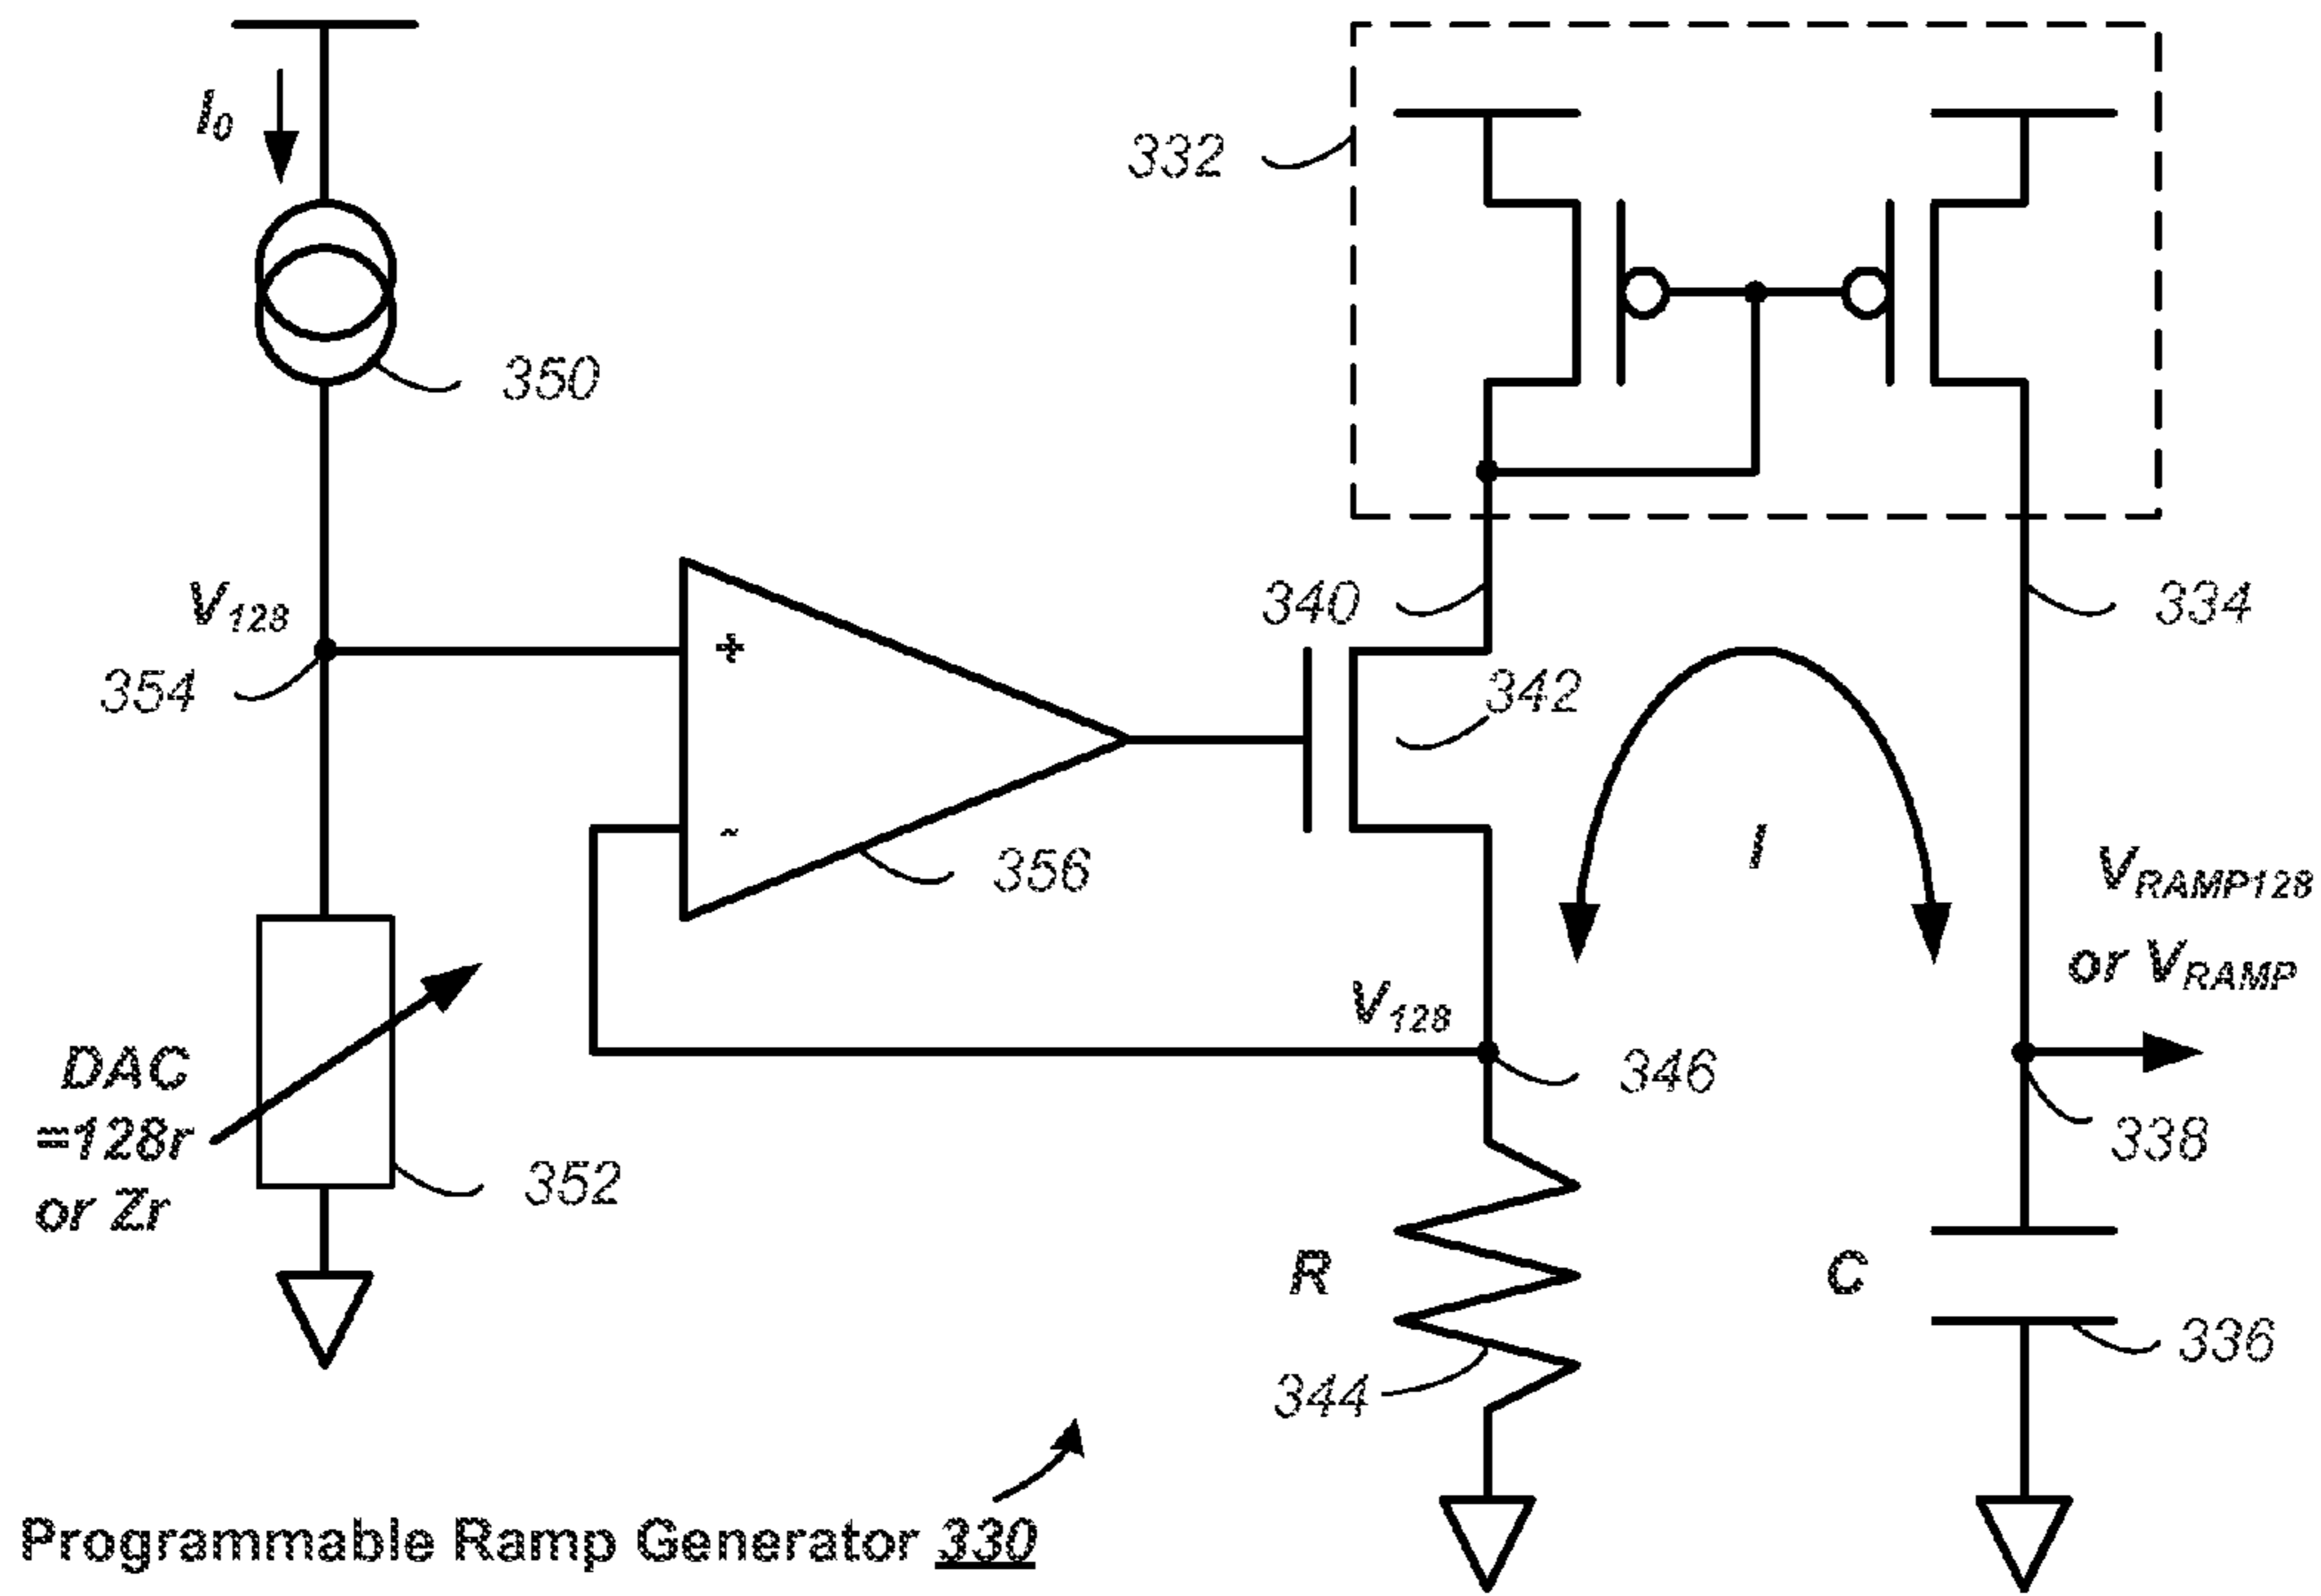 I0
332
350
V128
354
+
-
356
340
342
334
I
VRAMP128
or VRAMP
V128
346
338
DAC
=128r
or Zr
352
R
344
C
336
Programmable Ramp Generator 330